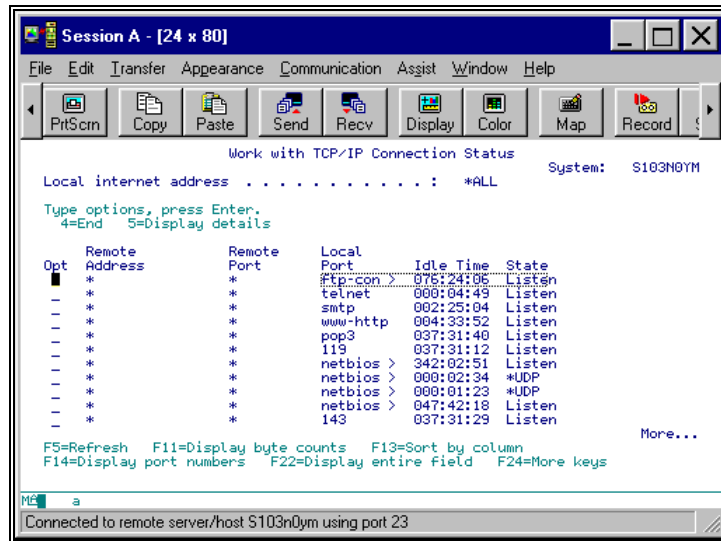 Session A - [24 x 80]
File Edit Transfer Appearance Communication Assist Window Help
PrtScrn Copy Paste Send Recv Display Color Map Record
Work with TCP/IP Connection Status
System: S103N0YM
Local internet address . . . . . . . . . . . . : *ALL
Type options, press Enter.
4=End 5=Display details
Remote Remote Local
Opt Address Port Port Idle Time State
* * ftp-con > 076:24:06 Listen
_ * * telnet 000:04:49 Listen
_ * * smtp 002:25:04 Listen
_ * * www-http 004:33:52 Listen
_ * * pop3 037:31:40 Listen
_ * * 119 037:31:12 Listen
_ * * netbios > 342:02:51 Listen
_ * * netbios > 000:02:34 *UDP
_ * * netbios > 000:01:23 *UDP
_ * * netbios > 047:42:18 Listen
_ * * 143 037:31:29 Listen
More...
F5=Refresh F11=Display byte counts F13=Sort by column
F14=Display port numbers F22=Display entire field F24=More keys
a
Connected to remote server/host S103n0ym using port 23